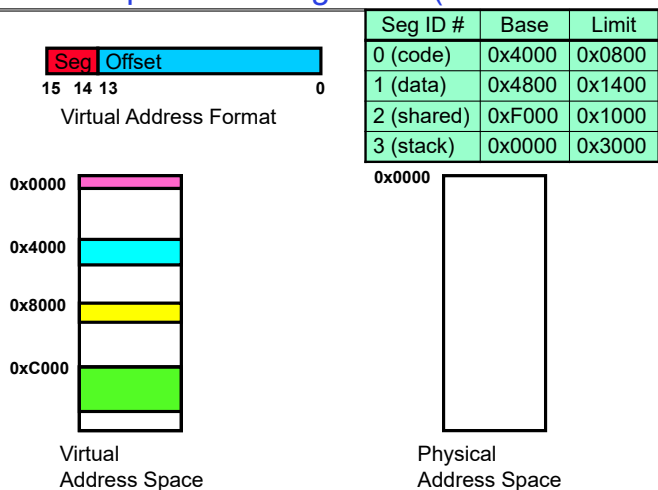 Seg ID # Base Limit
0 (code) 0x4000 0x0800
1 (data) 0x4800 0x1400
2 (shared) 0xF000 0x1000
3 (stack) 0x0000 0x3000
Seg Offset
15 14 13 0
Virtual Address Format
0x0000
0x4000
0x8000
0xC000
Virtual
Address Space
0x0000
Physical
Address Space